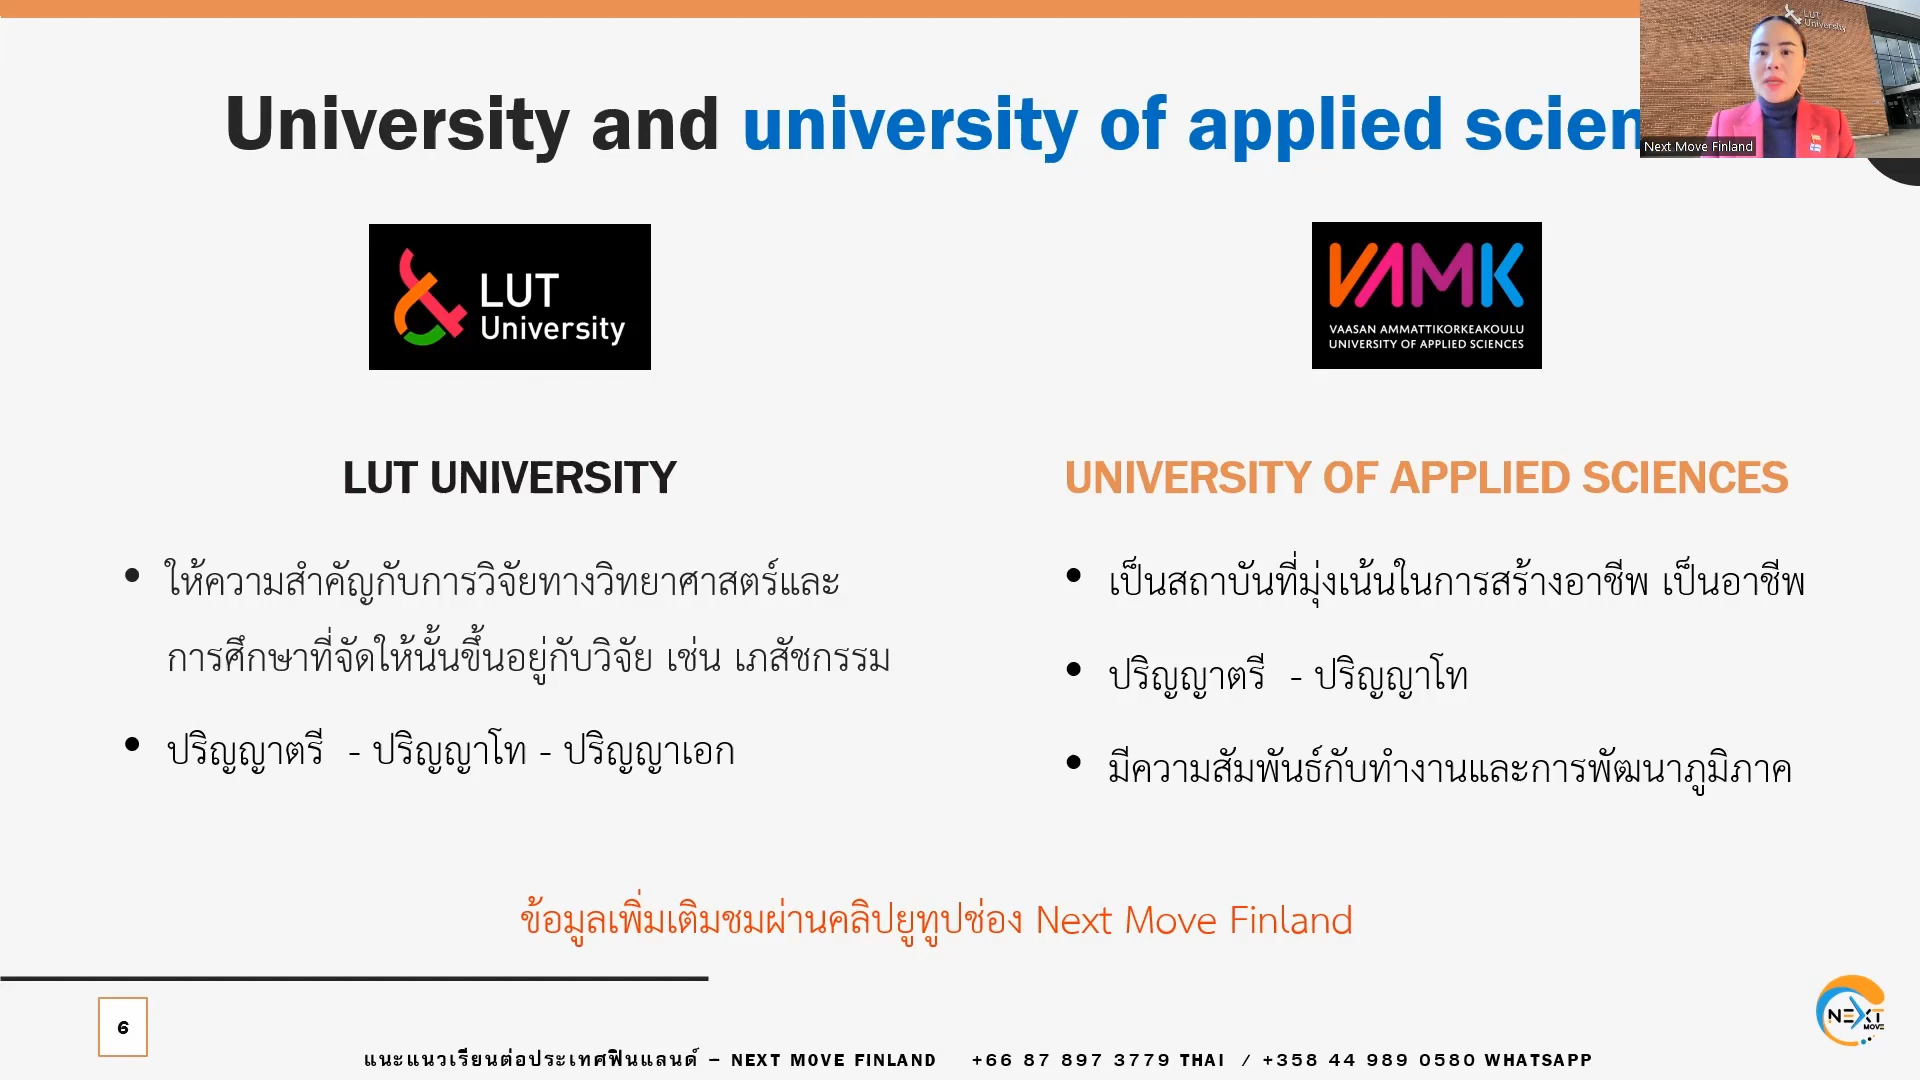 University and university of applied scien
LUT
University
Next Move Finland
LUT
University
VAMK
VAASAN AMMATTIKORKEAKOULU
UNIVERSITY OF APPLIED SCIENCES
LUT UNIVERSITY
• ให้ความสำคัญกับการวิจัยทางวิทยาศาสตร์และ
การศึกษาที่จัดให้นั้นขึ้นอยู่กับวิจัย เช่น เภสัชกรรม
• ปริญญาตรี - ปริญญาโท - ปริญญาเอก
UNIVERSITY OF APPLIED SCIENCES
• เป็นสถาบันที่มุ่งเน้นในการสร้างอาชีพ เป็นอาชีพ
• ปริญญาตรี - ปริญญาโท
• มีความสัมพันธ์กับทำงานและการพัฒนาภูมิภาค
ข้อมูลเพิ่มเติมชมผ่านคลิปยูทูปช่อง Next Move Finland
6
แนะแนวเรียนต่อประเทศฟินแลนด์ – NEXT MOVE FINLAND +66 87 897 3779 THAI / +358 44 989 0580 WHATSAPP
NEXT
MOVE